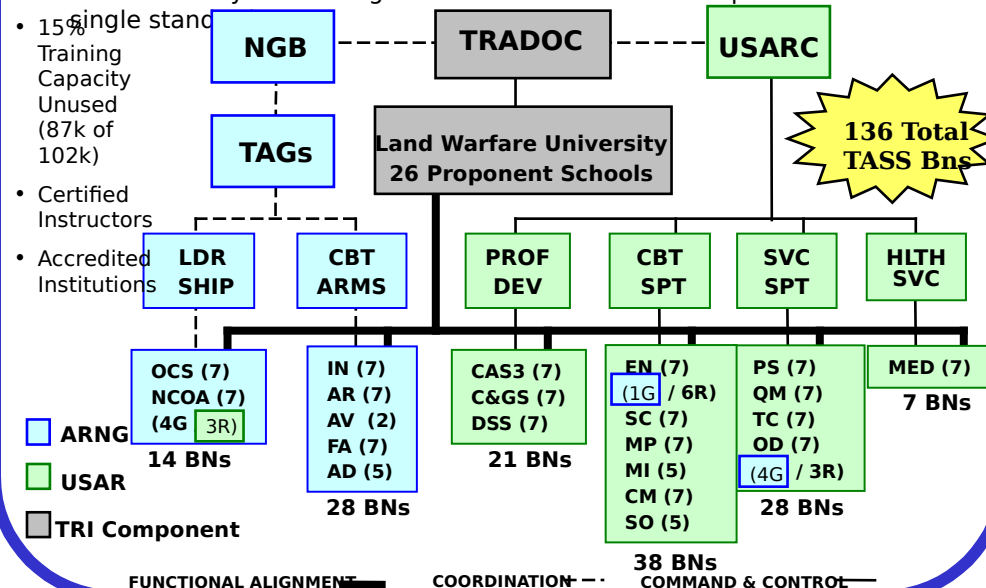 single stand
• 15%
Training
Capacity
Unused
(87k of
102k)
• Certified
Instructors
• Accredited
Institutions
NGB
TRADOC
USARC
TAGs
Land Warfare University
26 Proponent Schools
136 Total
TASS Bns
LDR
SHIP
CBT
ARMS
PROF
DEV
CBT
SPT
SVC
SPT
HLTH
SVC
OCS (7)
NCOA (7)
(4G 3R)
14 BNs
IN (7)
AR (7)
AV (2)
FA (7)
AD (5)
28 BNs
CAS3 (7)
C&GS (7)
DSS (7)
21 BNs
EN (7)
(1G / 6R)
SC (7)
MP (7)
MI (5)
CM (7)
SO (5)
38 BNs
PS (7)
QM (7)
TC (7)
OD (7)
(4G / 3R)
28 BNs
MED (7)
7 BNs
ARNG
USAR
TRI Component
FUNCTIONAL ALIGNMENT
COORDINATION
COMMAND & CONTROL